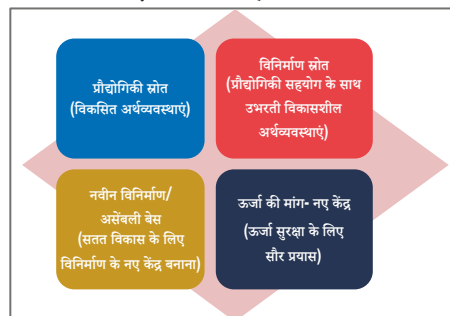 प्रौद्योगिकी स्रोत
(विकसित अर्थव्यवस्थाएं)
विनिर्माण स्रोत
(प्रौद्योगिकी सहयोग के साथ
उभरती विकासशील
अर्थव्यवस्थाएं)
नवीन विनिर्माण/
असेंबली बेस
(सतत विकास के लिए
विनिर्माण के नए केंद्र बनाना)
ऊर्जा की मांग- नए केंद्र
(ऊर्जा सुरक्षा के लिए
सौर प्रयास)